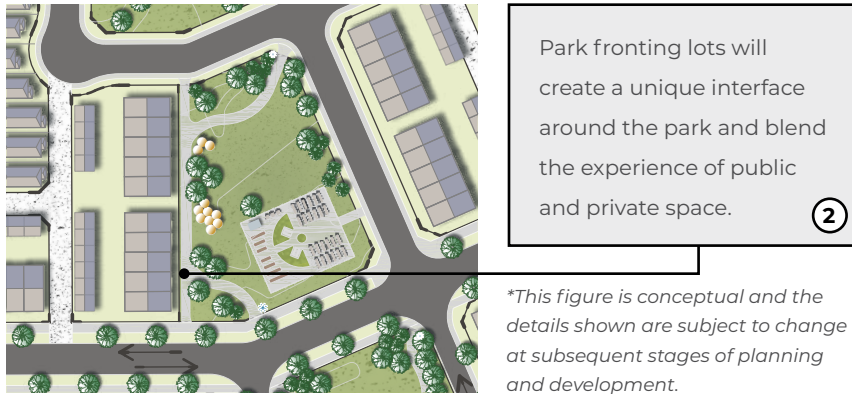 Park fronting lots will
create a unique interface
around the park and blend
the experience of public
and private space.
2
*This figure is conceptual and the
details shown are subject to change
at subsequent stages of planning
and development.